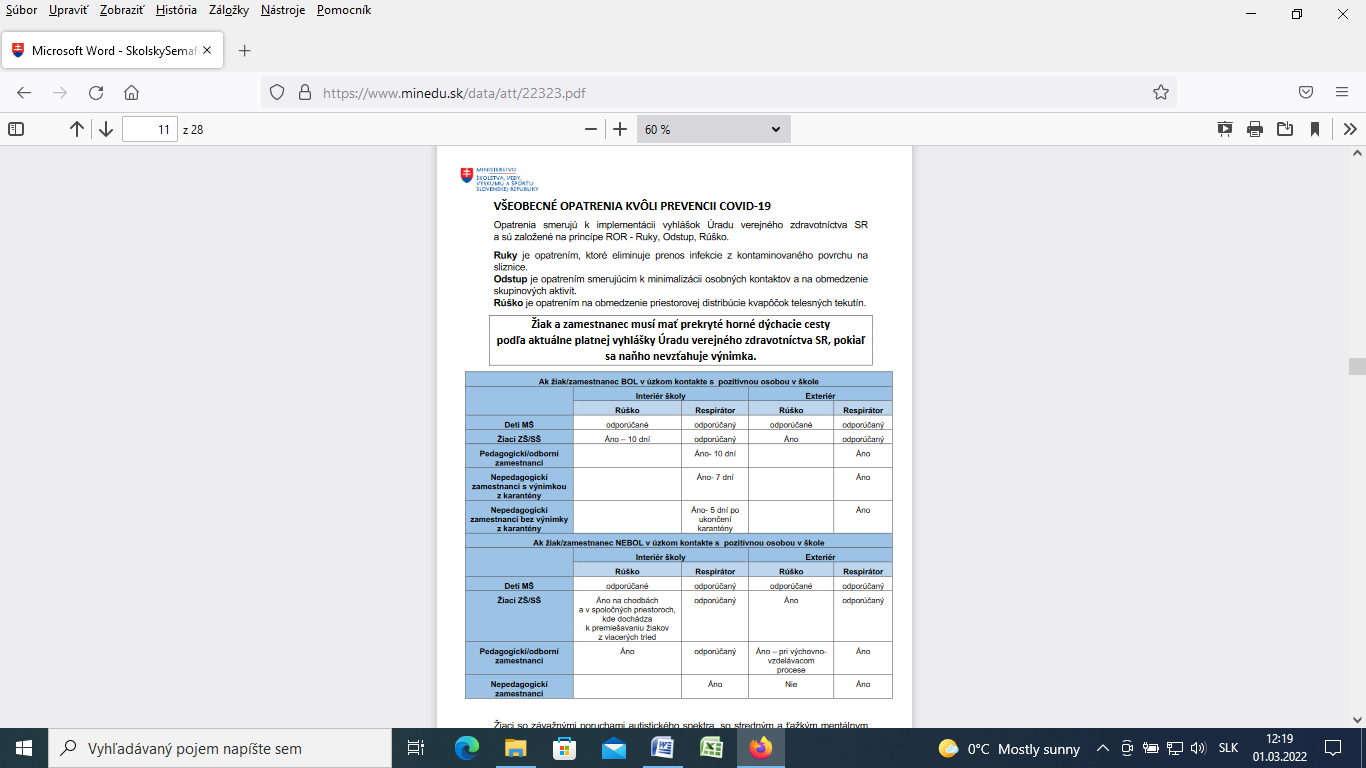 Súbor Upraviť Zobraziť História Záložky Nástroje Pomocník
Microsoft Word - SkolskySemaf
https://www.minedu.sk/data/att/22323.pdf
11 z 28
60 %
MINISTERSTVO
ŠKOLSTVA, VEDY,
VÝSKUMU A ŠPORTU
SLOVENSKEJ REPUBLIKY
VŠEOBECNÉ OPATRENIA KVÔLI PREVENCII COVID-19
Opatrenia smerujú k implementácii vyhlášok Úradu verejného zdravotníctva SR
a sú založené na princípe ROR - Ruky, Odstup, Rúško.
Ruky je opatrením, ktoré eliminuje prenos infekcie z kontaminovaného povrchu na
sliznice.
Odstup je opatrením smerujúcim k minimalizácii osobných kontaktov a na obmedzenie
skupinových aktivít.
Rúško je opatrením na obmedzenie priestorovej distribúcie kvapôčok telesných tekutín.
Žiak a zamestnanec musí mať prekryté horné dýchacie cesty
podľa aktuálne platnej vyhlášky Úradu verejného zdravotníctva SR, pokiaľ
sa naňho nevzťahuje výnimka.
Ak žiak/zamestnanec BOL v úzkom kontakte s pozitívnou osobou v škole
Interiér školy Exteriér
Rúško Respirátor Rúško Respirátor
Deti MŠ odporúčané odporúčaný odporúčané odporúčaný
Žiaci ZŠ/SŠ Áno – 10 dní odporúčaný Áno odporúčaný
Pedagogickí/odborní Áno- 10 dní Áno
zamestnanci
Nepedagogickí Áno- 7 dní Áno
zamestnanci s výnimkou
z karantény
Nepedagogickí Áno- 5 dní po Áno
zamestnanci bez výnimky ukončení
z karantény karantény
Ak žiak/zamestnanec NEBOL v úzkom kontakte s pozitívnou osobou v škole
Interiér školy Exteriér
Rúško Respirátor Rúško Respirátor
Deti MŠ odporúčané odporúčaný odporúčané odporúčaný
Žiaci ZŠ/SŠ Áno na chodbách odporúčaný Áno odporúčaný
a v spoločných priestoroch,
kde dochádza
k premiešavaniu žiakov
z viacerých tried
Pedagogickí/odborní Áno odporúčaný Áno – pri výchovno- Áno
zamestnanci vzdelávacom
procese
Nepedagogickí Áno Nie Áno
zamestnanci
Žiaci so závažnými poruchami autistického spektra, so stredným a ťažkým mentálnym
Vyhľadávaný pojem napíšte sem
0°C Mostly sunny
SLK
12:19
01.03.2022